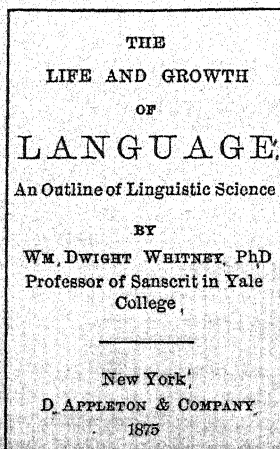 THE
LIFE AND GROWTH
OF
LANGUAGE;
An Outline of Linguistic Science
BY
WM. DWIGHT WHITNEY, PhD
Professor of Sanscrit in Yale
College,
New York,
D. APPLETON & COMPANY
1875